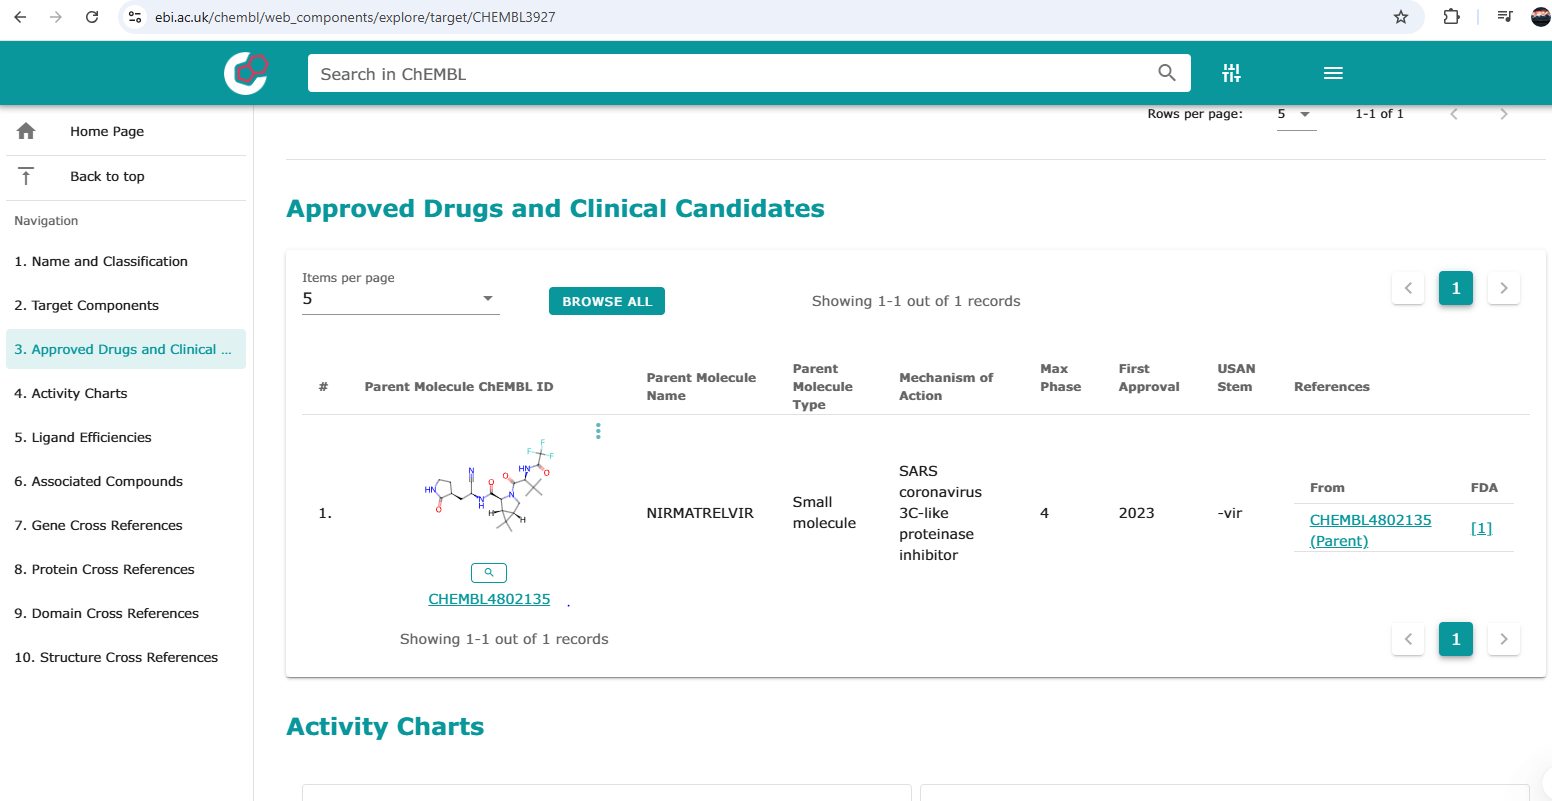 ebi.ac.uk/chembl/web_components/explore/target/CHEMBL3927
Search in ChEMBL
Home Page
Back to top
Navigation
1. Name and Classification
2. Target Components
3. Approved Drugs and Clinical ...
4. Activity Charts
5. Ligand Efficiencies
6. Associated Compounds
7. Gene Cross References
8. Protein Cross References
9. Domain Cross References
10. Structure Cross References
Rows per page: 5 1-1 of 1
Approved Drugs and Clinical Candidates
Items per page
5
BROWSE ALL
Showing 1-1 out of 1 records
1
#
Parent Molecule ChEMBL ID
Parent Molecule
Name
Parent
Molecule
Type
Mechanism of
Action
Max
Phase
First
Approval
USAN
Stem
References
1.
F
F
F
HN
O
O
N
N
O
N
H
HN
O
H
H
CHEMBL4802135
.
NIRMATRELVIR
Small
molecule
SARS
coronavirus
3C-like
proteinase
inhibitor
4
2023
-vir
From FDA
CHEMBL4802135
(Parent)
[1]
Showing 1-1 out of 1 records
1
Activity Charts